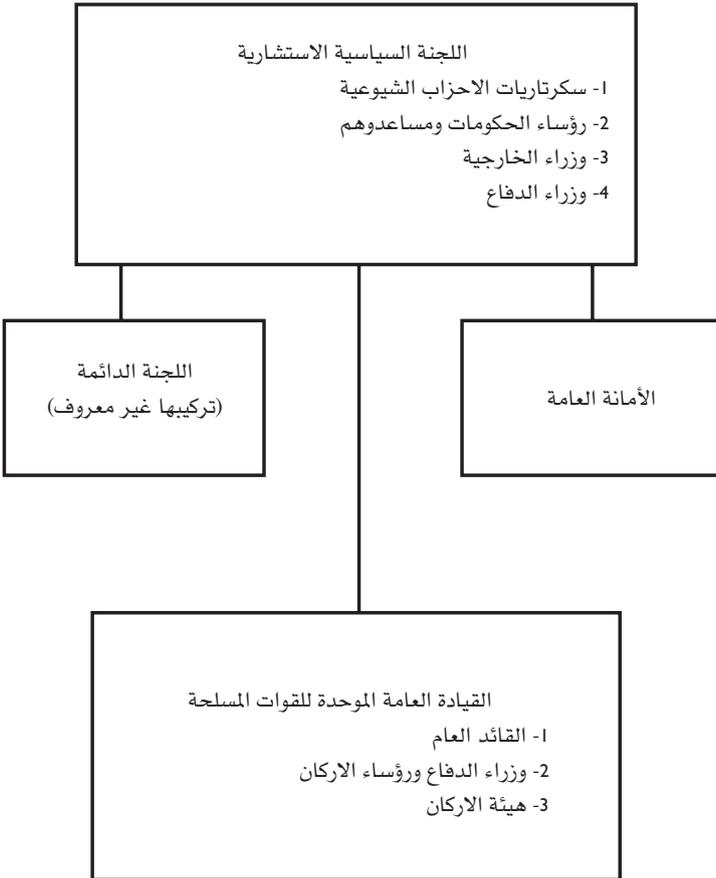 اللجنة السياسية الاستشارية
1- سكرتاريات الاحزاب الشيوعية
2- رؤساء الحكومات ومساعدوهم
3- وزراء الخارجية
4- وزراء الدفاع
الأمانة العامة
اللجنة الدائمة
(تركيبها غير معروف)
القيادة العامة الموحدة للقوات المسلحة
1- القائد العام
2- وزراء الدفاع ورؤساء الاركان
3- هيئة الاركان